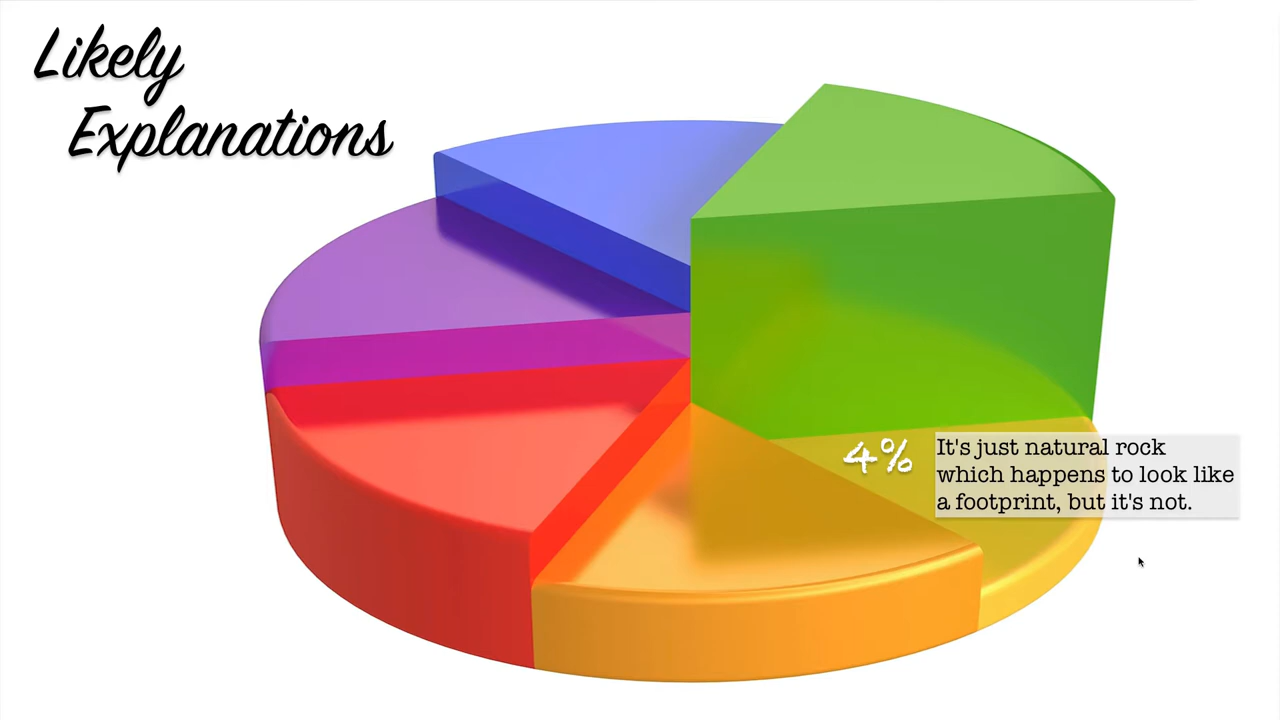 Likely
Explanations
4%
It's just natural rock
which happens to look like
a footprint, but it's not.